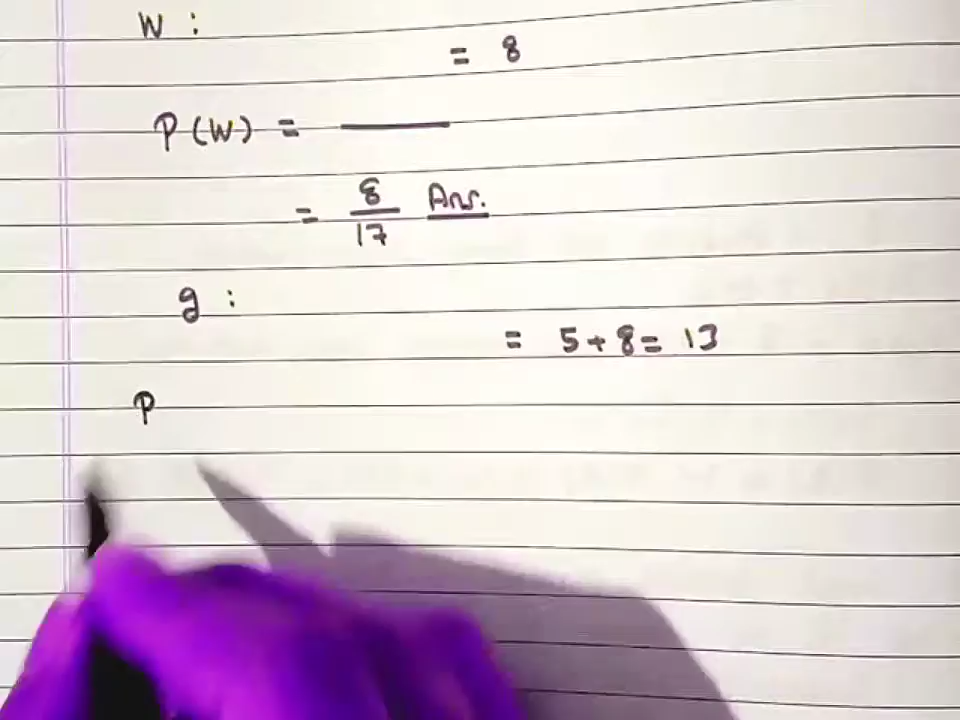 W :
= 8
P (W) =
= 8/17 Ans.
g :
= 5 + 8 = 13
P